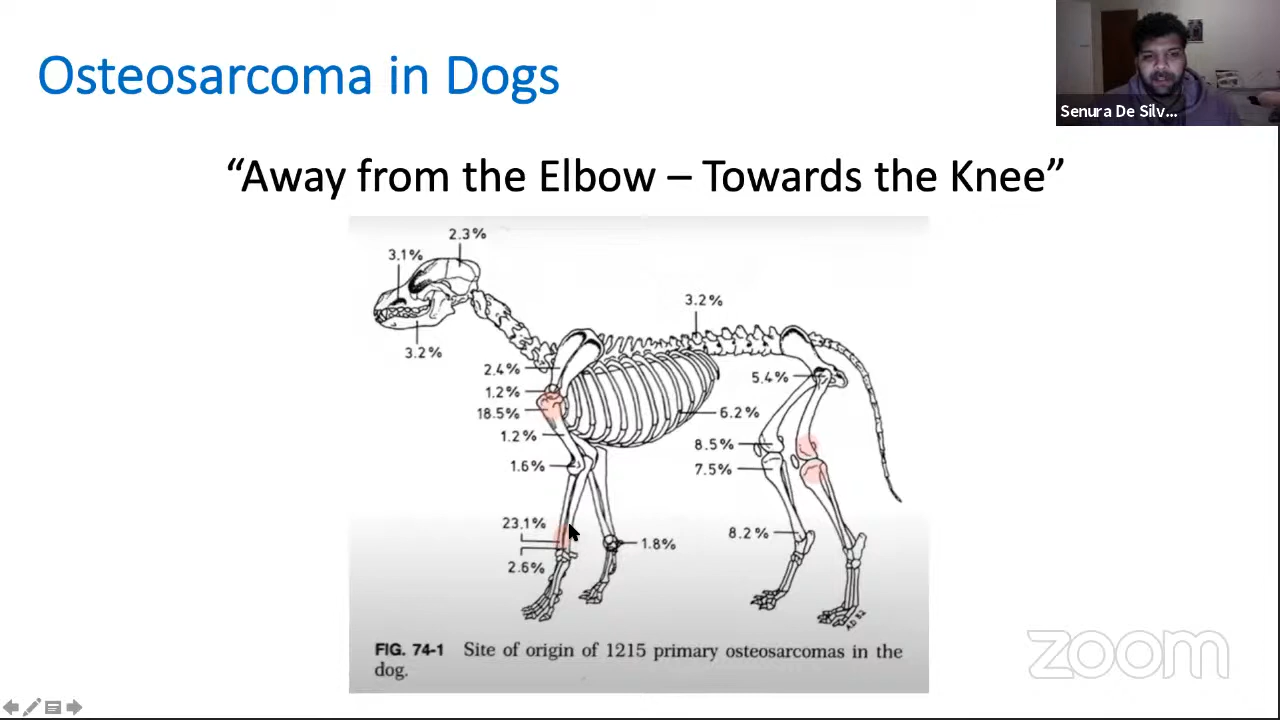 Osteosarcoma in Dogs
Senura De Silv...
“Away from the Elbow – Towards the Knee”
2.3%
3.1%
3.2%
3.2%
2.4%
1.2%
18.5%
1.2%
1.6%
5.4%
6.2%
8.5%
7.5%
23.1%
2.6%
1.8%
8.2%
AD 82
FIG. 74-1 Site of origin of 1215 primary osteosarcomas in the
dog.
zoom